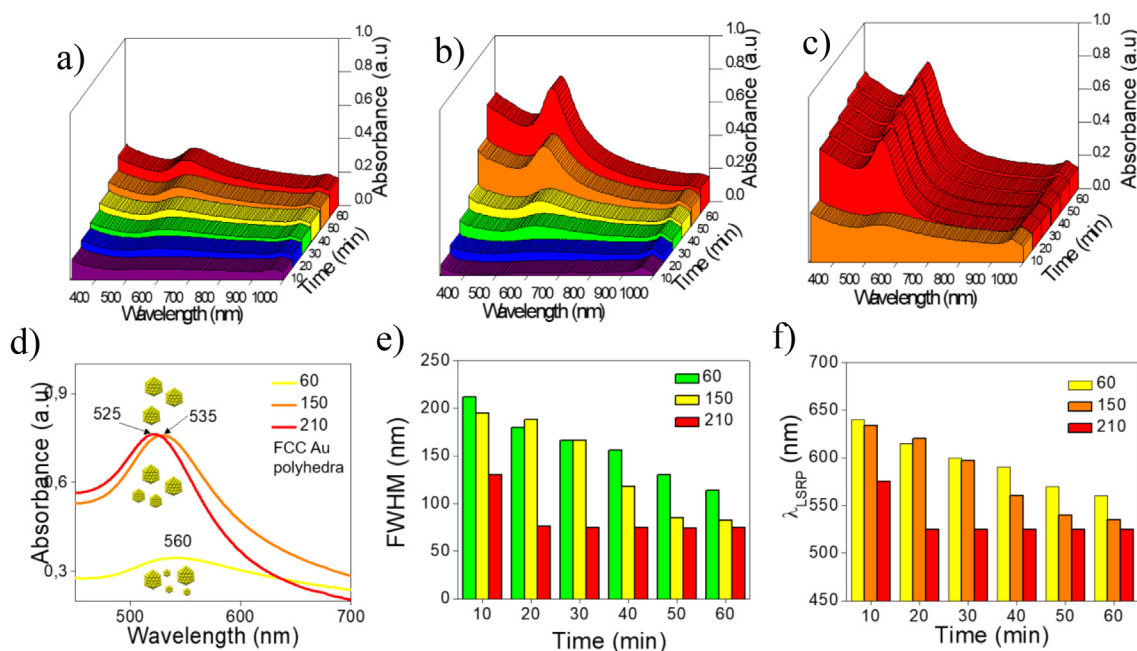 a)
1.0
0.8
0.6
0.4
0.2
0.0
Absorbance (a.u)
60
50
40
30
20
10
Time (min)
400 500 600 700 800 900 1000
Wavelength (nm)
b)
1.0
0.8
0.6
0.4
0.2
0.0
Absorbance (a.u)
60
50
40
30
20
10
Time (min)
400 500 600 700 800 900 1000
Wavelength (nm)
c)
1.0
0.8
0.6
0.4
0.2
0.0
Absorbance (a.u)
60
50
40
30
20
10
Time (min)
400 500 600 700 800 900 1000
Wavelength (nm)
d)
Absorbance (a.u)
0,9
0,6
0,3
525
535
560
60
150
210
FCC Au
polyhedra
500 600 700
Wavelength (nm)
e)
FWHM (nm)
250
200
150
100
50
0
60
150
210
10 20 30 40 50 60
Time (min)
f)
λLSRP (nm)
700
650
600
550
500
450
60
150
210
10 20 30 40 50 60
Time (min)